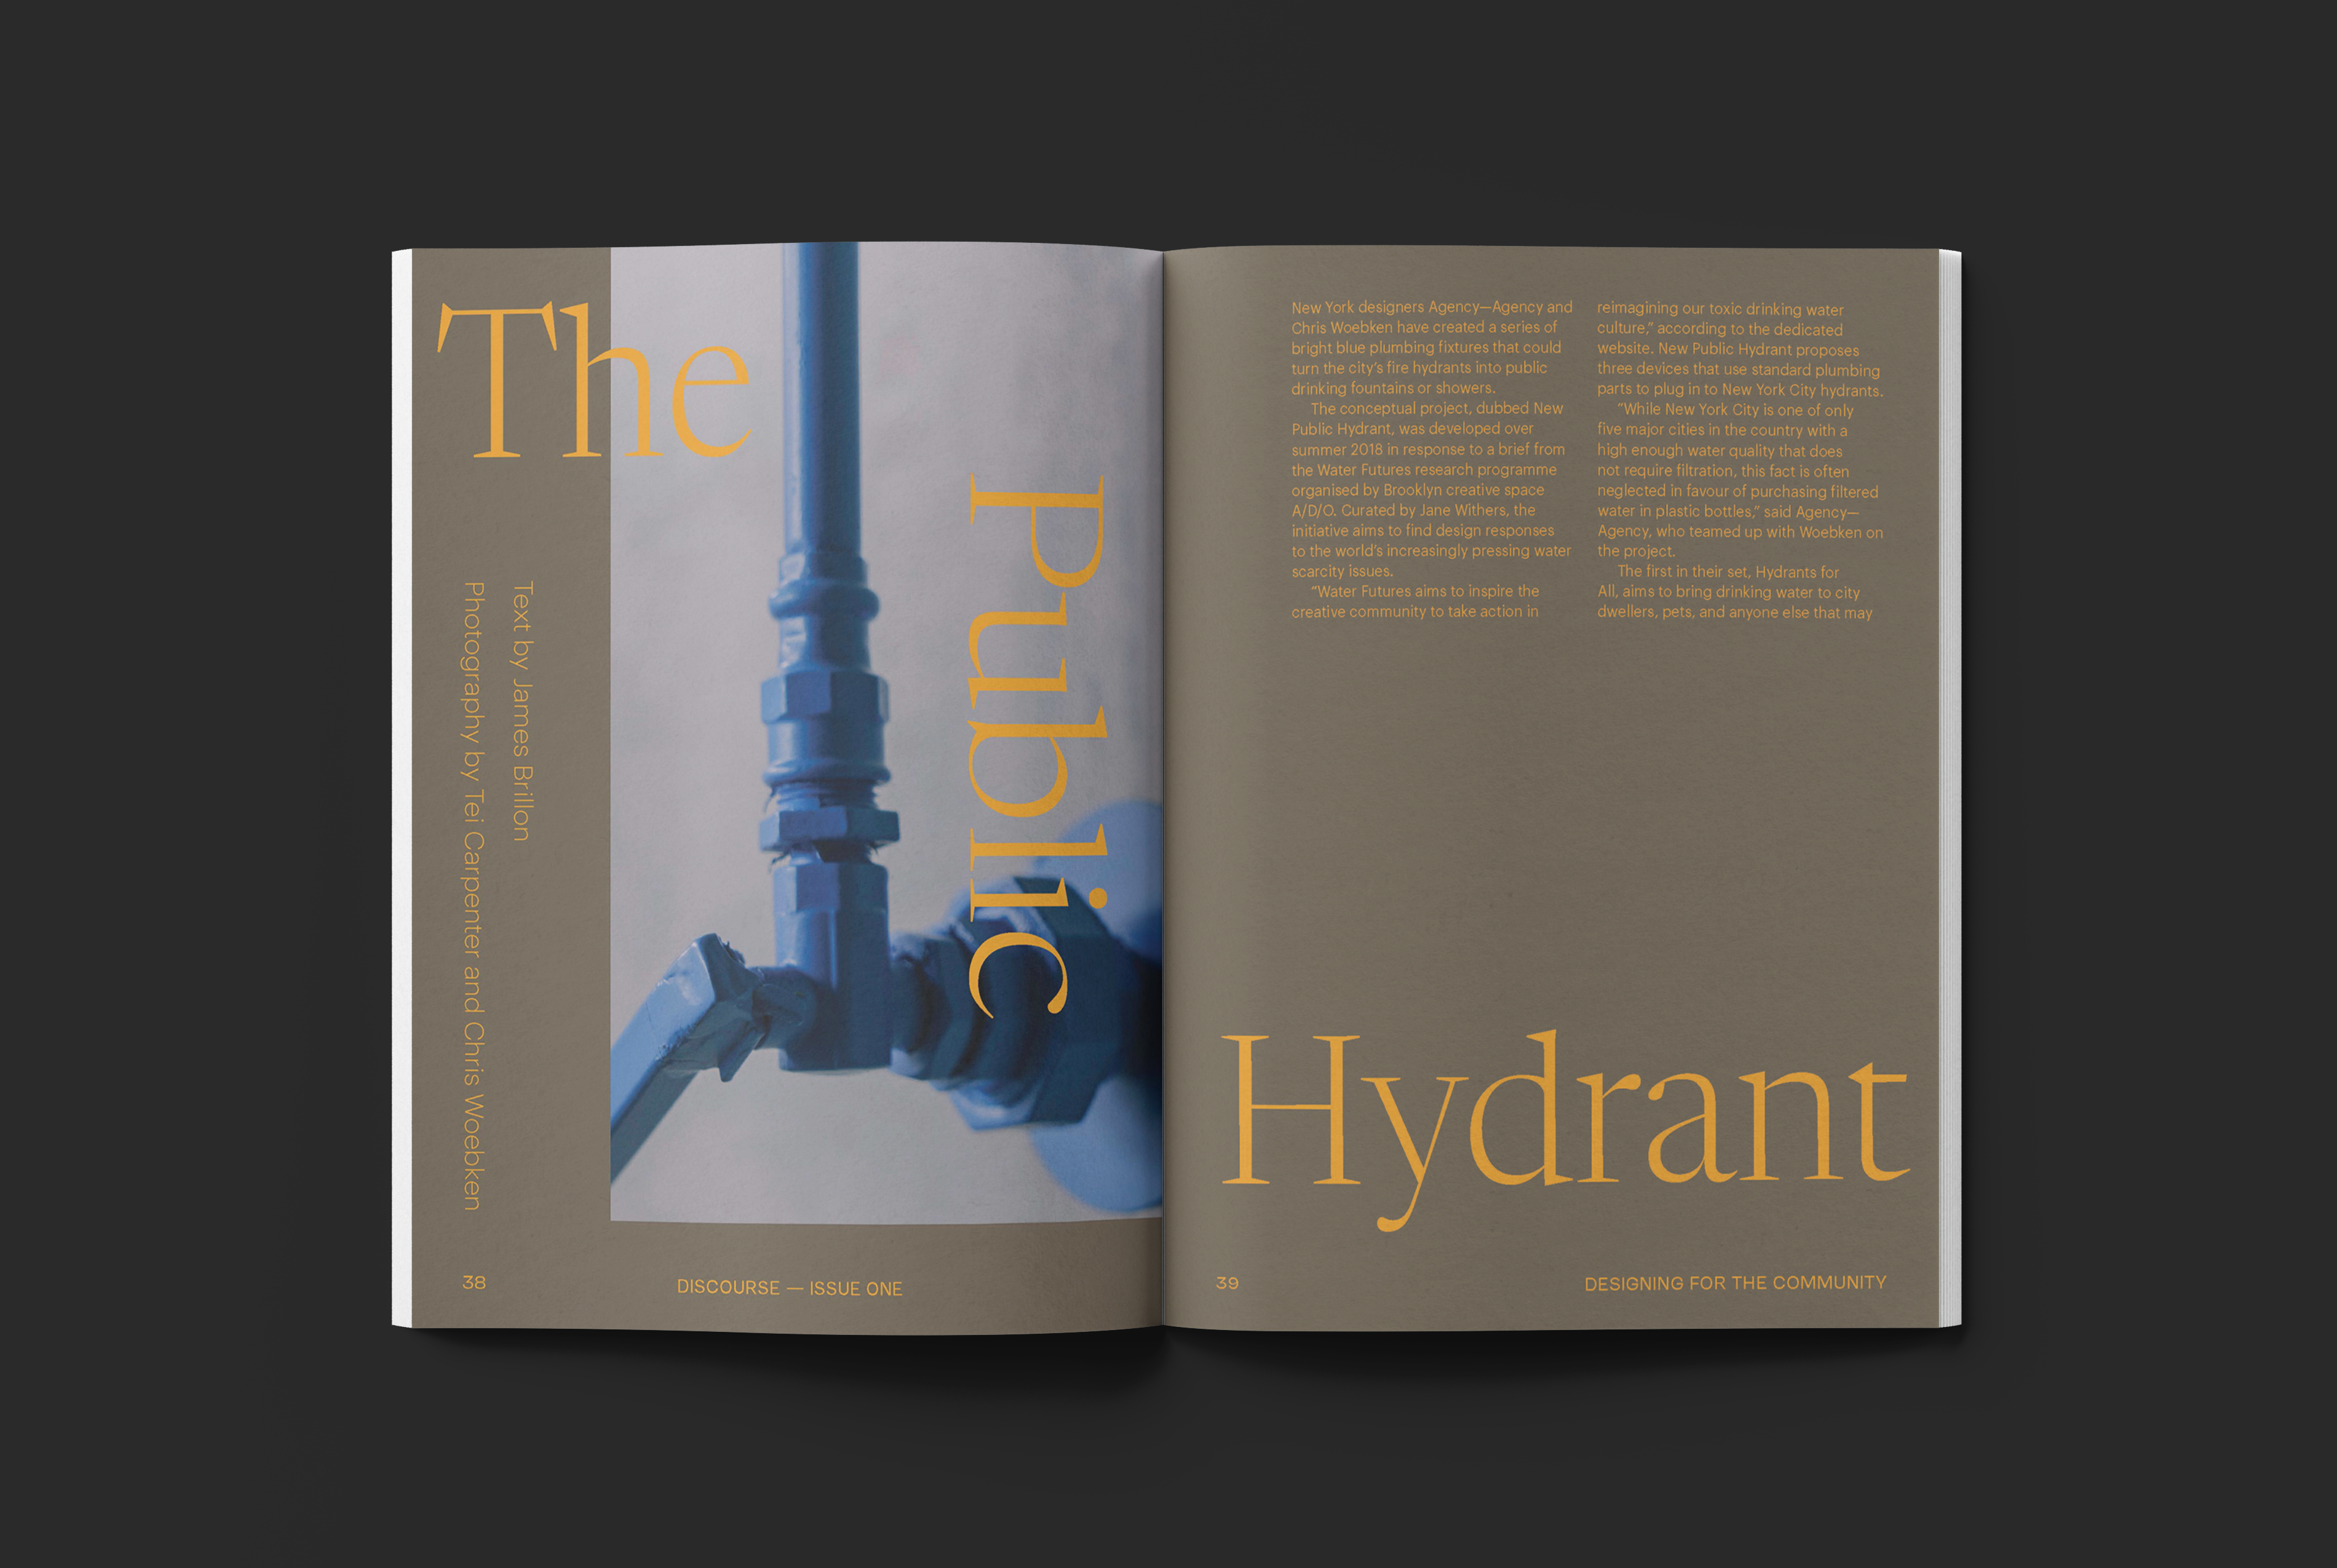 The
Public
Text by James Brillon
Photography by Tei Carpenter and Chris Woebken
38
DISCOURSE — ISSUE ONE
New York designers Agency—Agency and
Chris Woebken have created a series of
bright blue plumbing fixtures that could
turn the city's fire hydrants into public
drinking fountains or showers.
The conceptual project, dubbed New
Public Hydrant, was developed over
summer 2018 in response to a brief from
the Water Futures research programme
organised by Brooklyn creative space
A/D/O. Curated by Jane Withers, the
initiative aims to find design responses
to the world's increasingly pressing water
scarcity issues.
"Water Futures aims to inspire the
creative community to take action in
reimagining our toxic drinking water
culture," according to the dedicated
website. New Public Hydrant proposes
three devices that use standard plumbing
parts to plug in to New York City hydrants.
"While New York City is one of only
five major cities in the country with a
high enough water quality that does
not require filtration, this fact is often
neglected in favour of purchasing filtered
water in plastic bottles," said Agency—
Agency, who teamed up with Woebken on
the project.
The first in their set, Hydrants for
All, aims to bring drinking water to city
dwellers, pets, and anyone else that may
Hydrant
39
DESIGNING FOR THE COMMUNITY